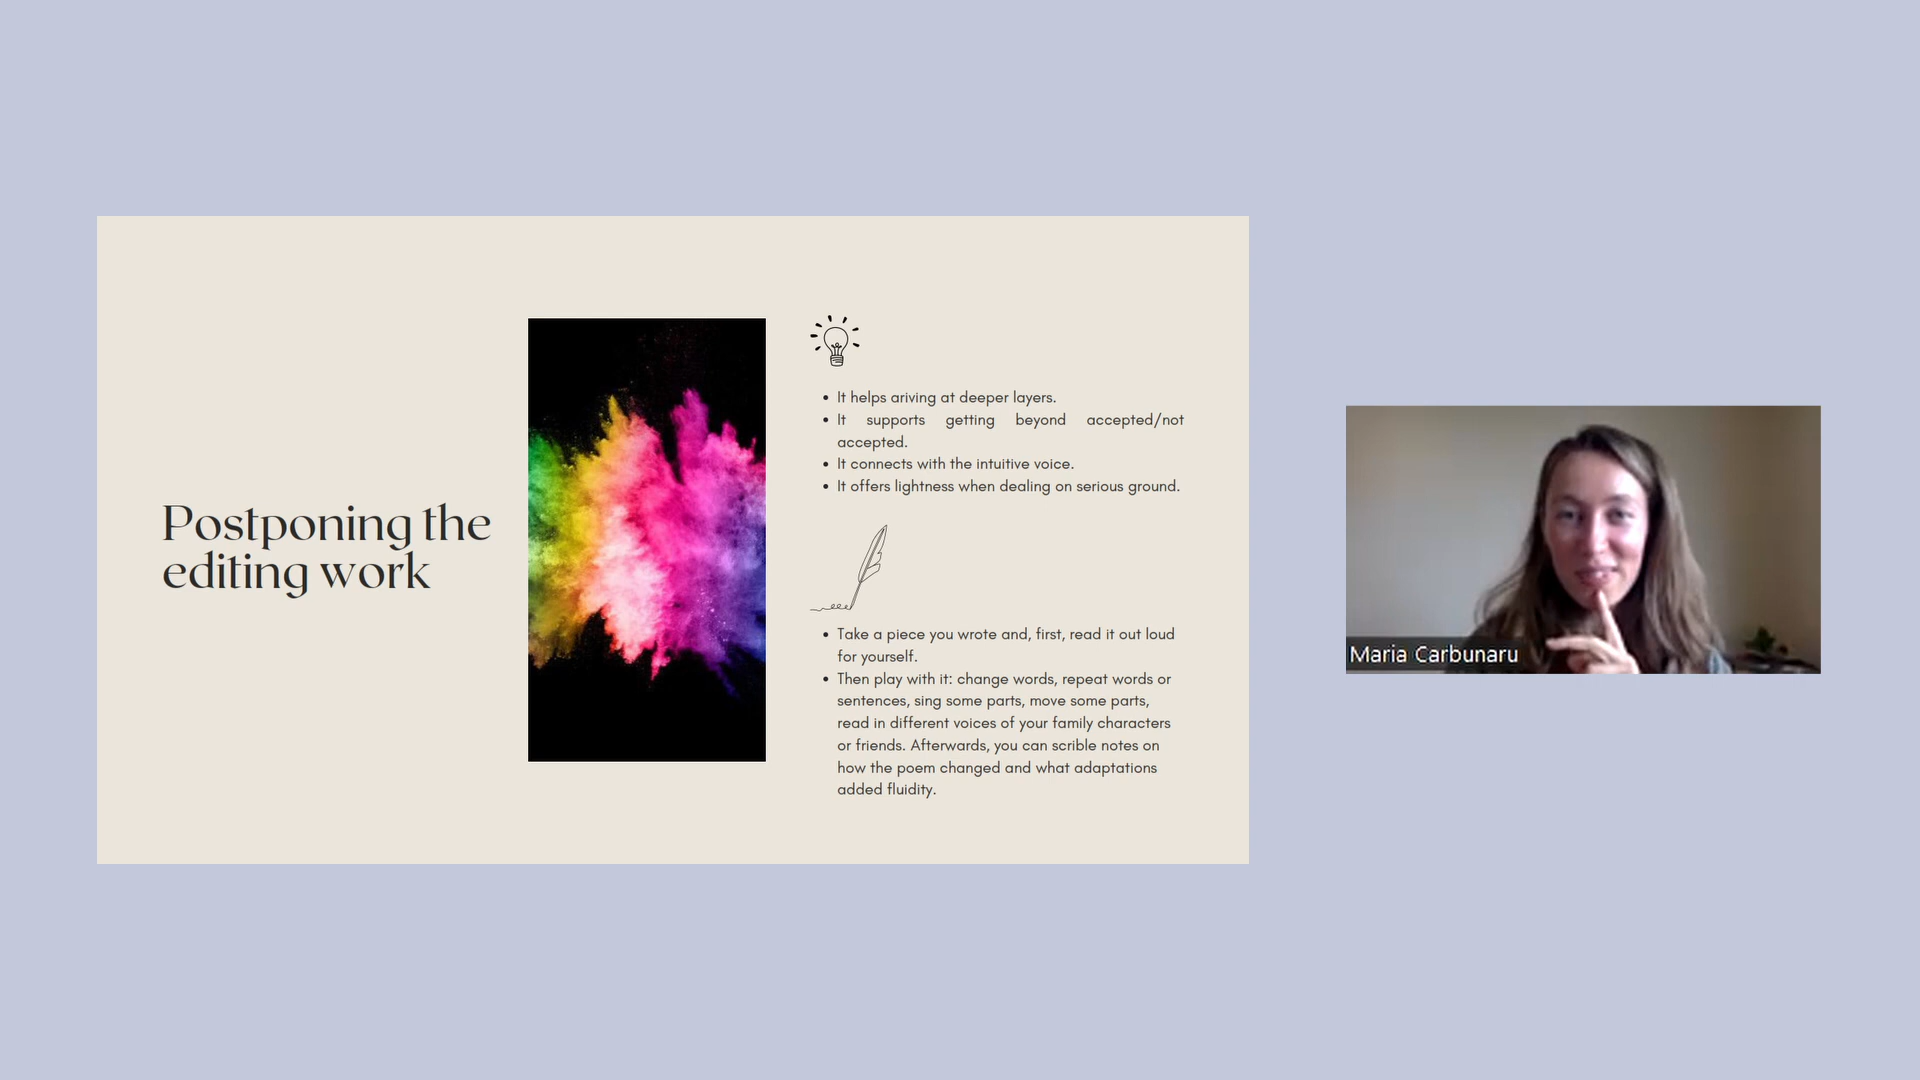 Postponing the
editing work
It helps ariving at deeper layers.
It supports getting beyond accepted/not
accepted.
It connects with the intuitive voice.
It offers lightness when dealing on serious ground.
Take a piece you wrote and, first, read it out loud
for yourself.
Then play with it: change words, repeat words or
sentences, sing some parts, move some parts,
read in different voices of your family characters
or friends. Afterwards, you can scrible notes on
how the poem changed and what adaptations
added fluidity.
Maria Carbunaru